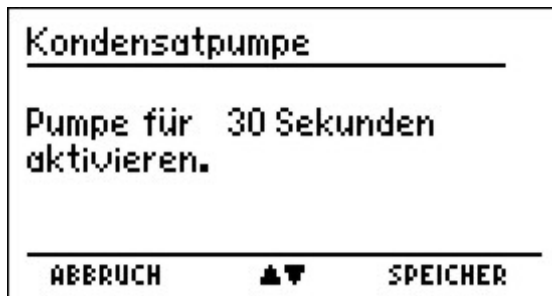 Kondensatpumpe
Pumpe für 30 Sekunden
aktivieren.
ABBRUCH ▲▼ SPEICHER